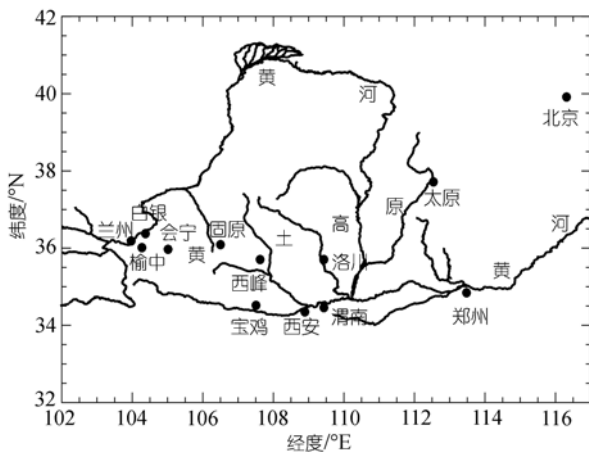 42
40
38
36
34
32
纬度/°N
黄
河
北京
太原
原
白银
兰州
会宁
固原
土
高
河
榆中
黄
西峰
洛川
黄
宝鸡
西安
渭南
郑州
102
104
106
108
110
112
114
116
经度/°E